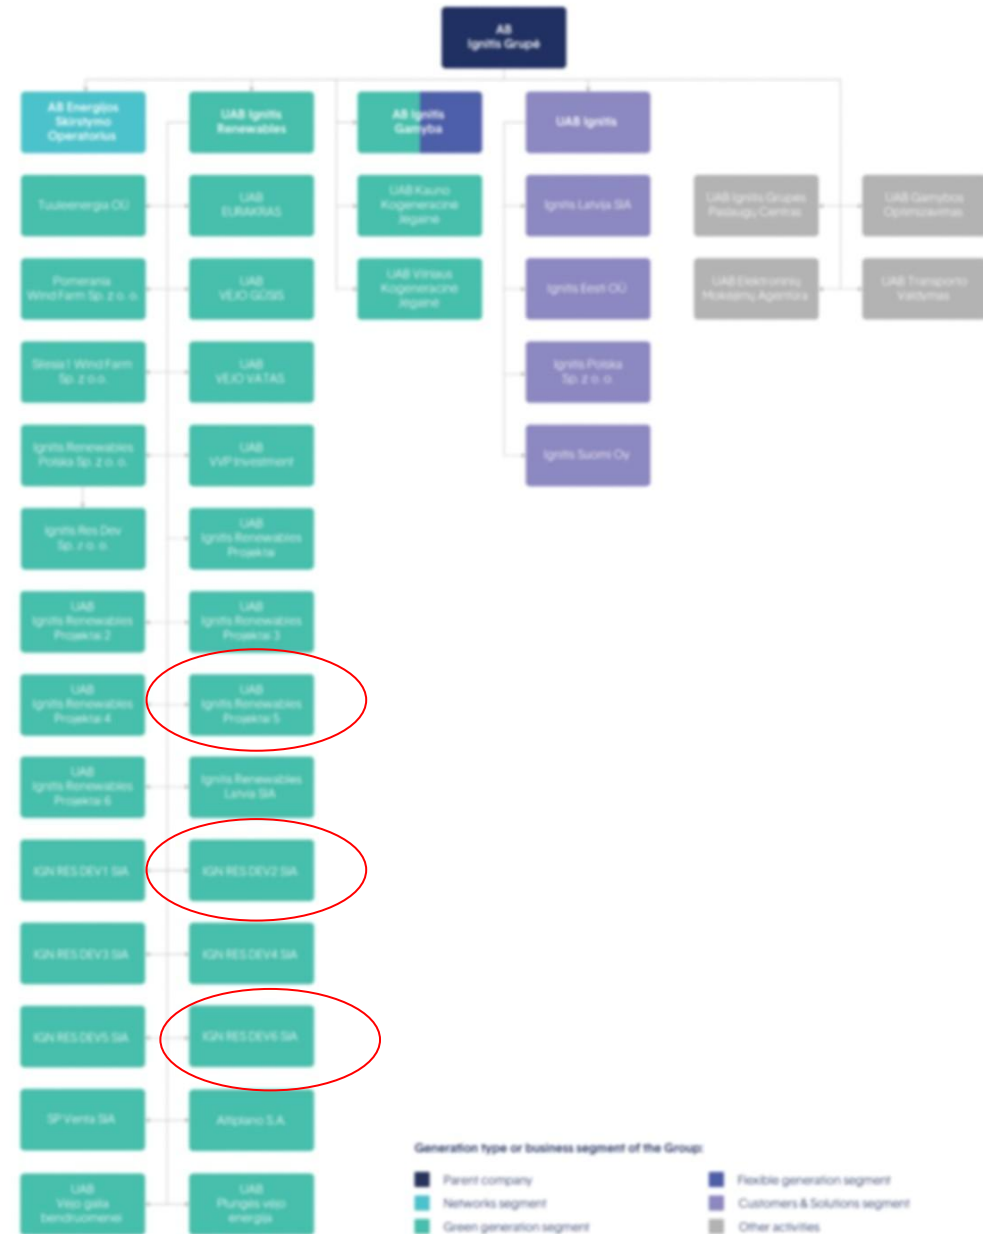 AB
Ignitis Grupė
AB Energijos
Skirstymo
Operatorius
UAB Ignitis
Renewables
AB Ignitis
Gamyba
UAB Ignitis
Tuuleenergia OÜ
UAB
EURAKRAS
UAB Kauno
Kogeneracinė
Jėgainė
Ignitis Latvija SIA
UAB Ignitis Grupės
Paslaugų Centras
UAB Gamybos
Optimizavimas
Pomerania
Wind Farm Sp. z o. o.
UAB
VĖJO GŪSIS
UAB Vilniaus
Kogeneracinė
Jėgainė
Ignitis Eesti OÜ
UAB Elektroninių
Mokėjimų Agentūra
UAB Transporto
Valdymas
Silesia1 Wind Farm
Sp. z o.o.
UAB
VĖJO VATAS
Ignitis Polska
Sp. z o. o.
Ignitis Renewables
Polska Sp. z o. o.
UAB
VVP Investment
Ignitis Suomi Oy
Ignitis Res Dev
Sp. z o. o.
UAB
Ignitis Renewables
Projektai
UAB
Ignitis Renewables
Projektai 2
UAB
Ignitis Renewables
Projektai 3
UAB
Ignitis Renewables
Projektai 4
UAB
Ignitis Renewables
Projektai 5
UAB
Ignitis Renewables
Projektai 6
Ignitis Renewables
Latvia SIA
IGN RES DEV1 SIA
IGN RES DEV2 SIA
IGN RES DEV3 SIA
IGN RES DEV4 SIA
IGN RES DEV5 SIA
IGN RES DEV6 SIA
SP Venta SIA
Altiplano S.A.
UAB
Vėjo galia
bendruomenei
UAB
Plungės vėjo
energija
Generation type or business segment of the Group:
Parent company
Flexible generation segment
Networks segment
Customers & Solutions segment
Green generation segment
Other activities